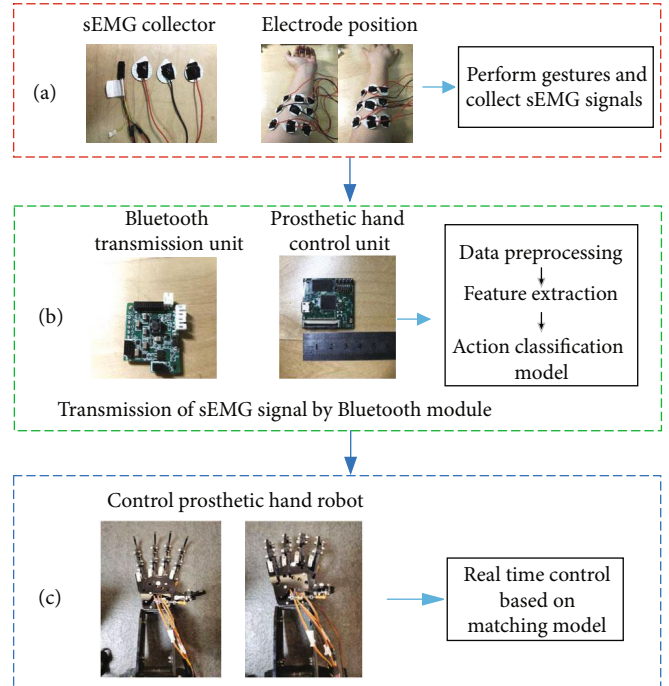 sEMG collector
Electrode position
(a)
Perform gestures and
collect sEMG signals
Bluetooth
transmission unit
Prosthetic hand
control unit
(b)
Data preprocessing
Feature extraction
Action classification
model
Transmission of sEMG signal by Bluetooth module
Control prosthetic hand robot
(c)
Real time control
based on
matching model